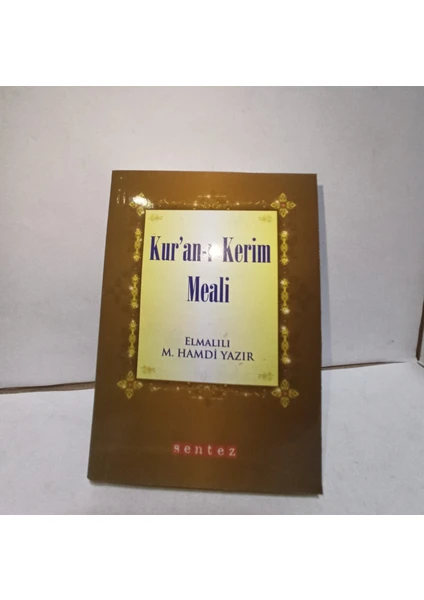 Kur'an-ı Kerim
Meali
ELMALILI
M. HAMDİ YAZIR
sentez